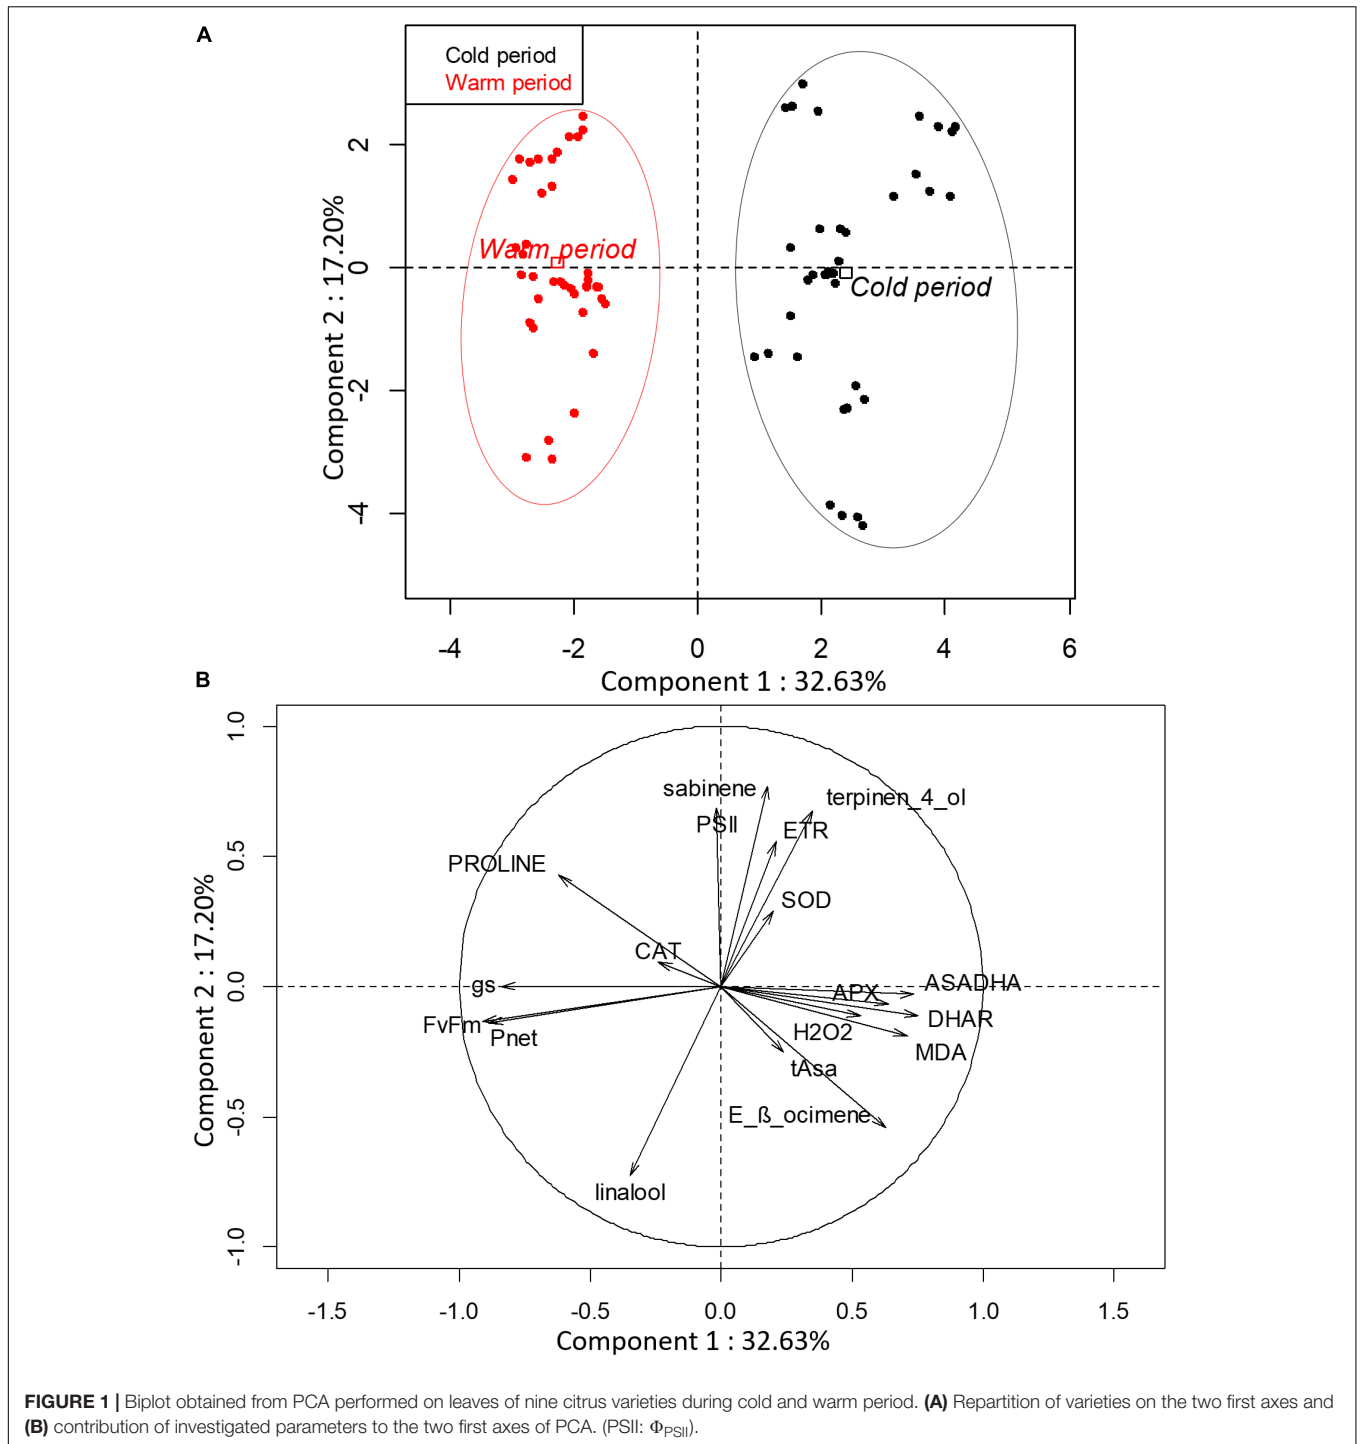 A
Cold period
Warm period
Warm period
Cold period
Component 2 : 17.20%
2
0
-2
-4
-4
-2
0
2
4
6
Component 1 : 32.63%
B
Component 2 : 17.20%
1.0
0.5
0.0
-0.5
-1.0
sabinene
terpinen_4_ol
PSII
ETR
PROLINE
SOD
CAT
gs
ASADHA
APX
FvFm
Pnet
H2O2
DHAR
MDA
tAsa
E_ß_ocimene
linalool
-1.5
-1.0
-0.5
0.0
0.5
1.0
1.5
Component 1 : 32.63%
FIGURE 1 | Biplot obtained from PCA performed on leaves of nine citrus varieties during cold and warm period. (A) Repartition of varieties on the two first axes and
(B) contribution of investigated parameters to the two first axes of PCA. (PSII: ΦPSII).